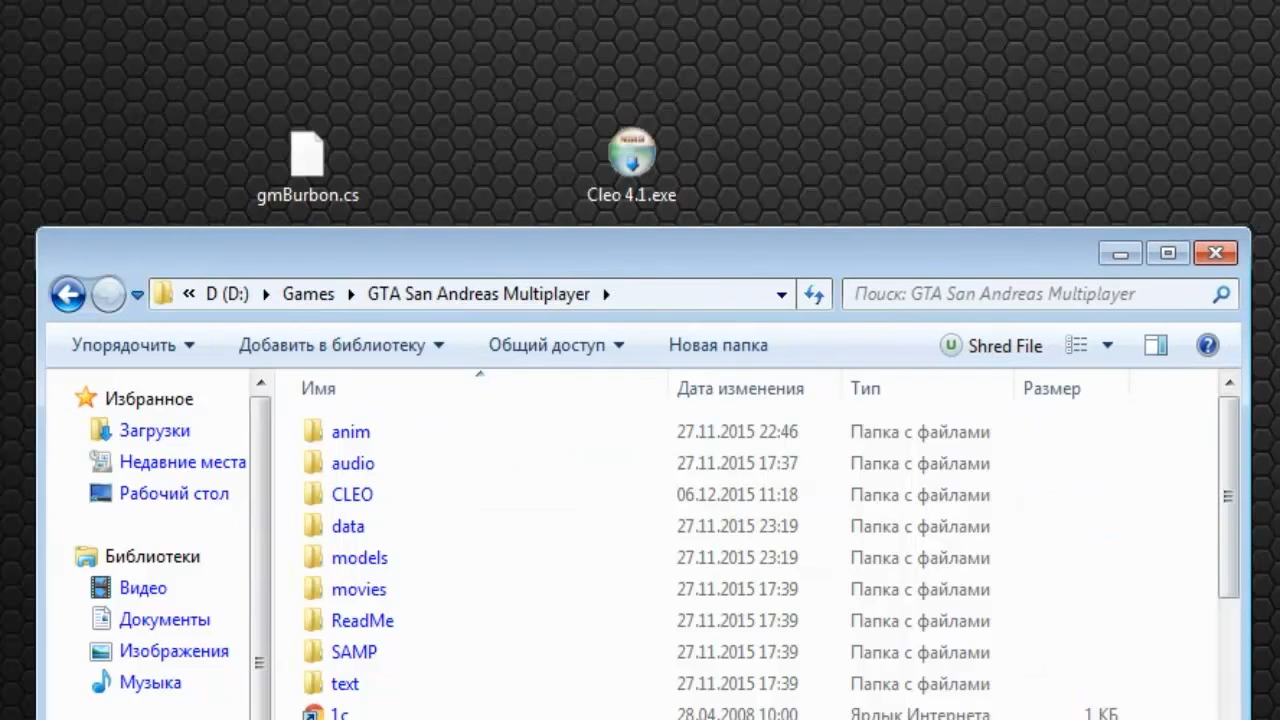 gmBurbon.cs
Cleo 4.1.exe
« D (D:) Games GTA San Andreas Multiplayer
Поиск: GTA San Andreas Multiplayer
Упорядочить Добавить в библиотеку Общий доступ Новая папка Shred File
Избранное
Загрузки
Недавние места
Рабочий стол
Библиотеки
Видео
Документы
Изображения
Музыка
Имя Дата изменения Тип Размер
anim 27.11.2015 22:46 Папка с файлами
audio 27.11.2015 17:37 Папка с файлами
CLEO 06.12.2015 11:18 Папка с файлами
data 27.11.2015 23:19 Папка с файлами
models 27.11.2015 23:19 Папка с файлами
movies 27.11.2015 17:39 Папка с файлами
ReadMe 27.11.2015 17:39 Папка с файлами
SAMP 27.11.2015 17:39 Папка с файлами
text 27.11.2015 17:39 Папка с файлами
1c 28.04.2008 10:00 Ярлык Интернета 1 КБ